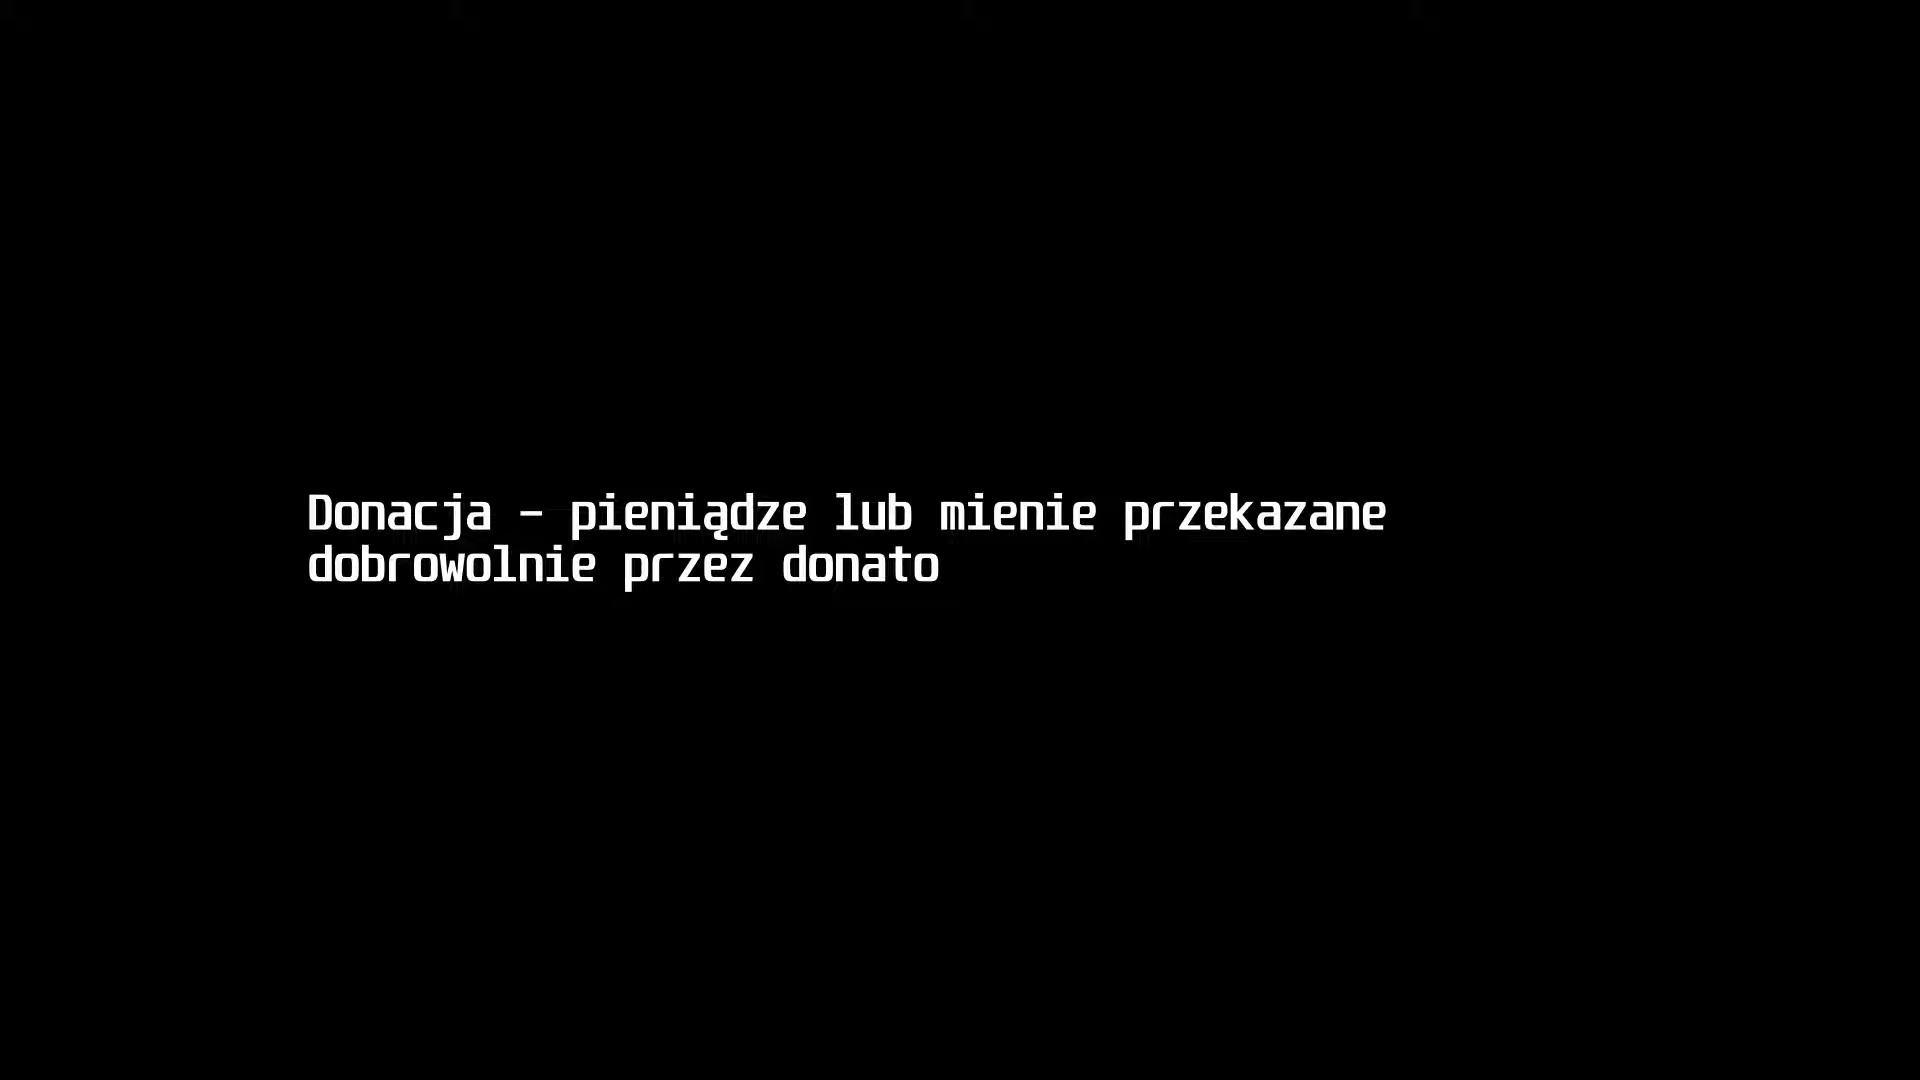 Donacja – pieniądze lub mienie przekazane
dobrowolnie przez donato